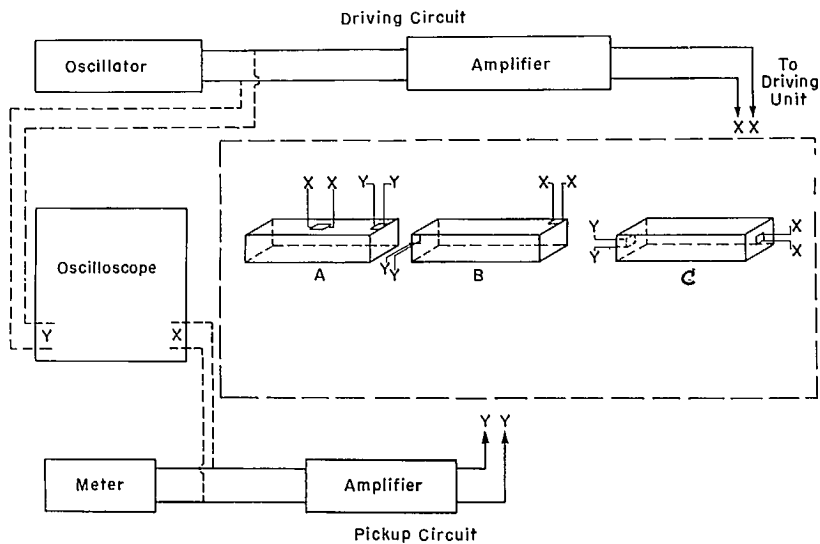 Driving Circuit
Oscillator
Amplifier
To
Driving
Unit
X X
X X Y Y
X X
Y
Y
X
X
Y
Y
A
B
C
Oscilloscope
Y X
Y Y
Meter
Amplifier
Pickup Circuit